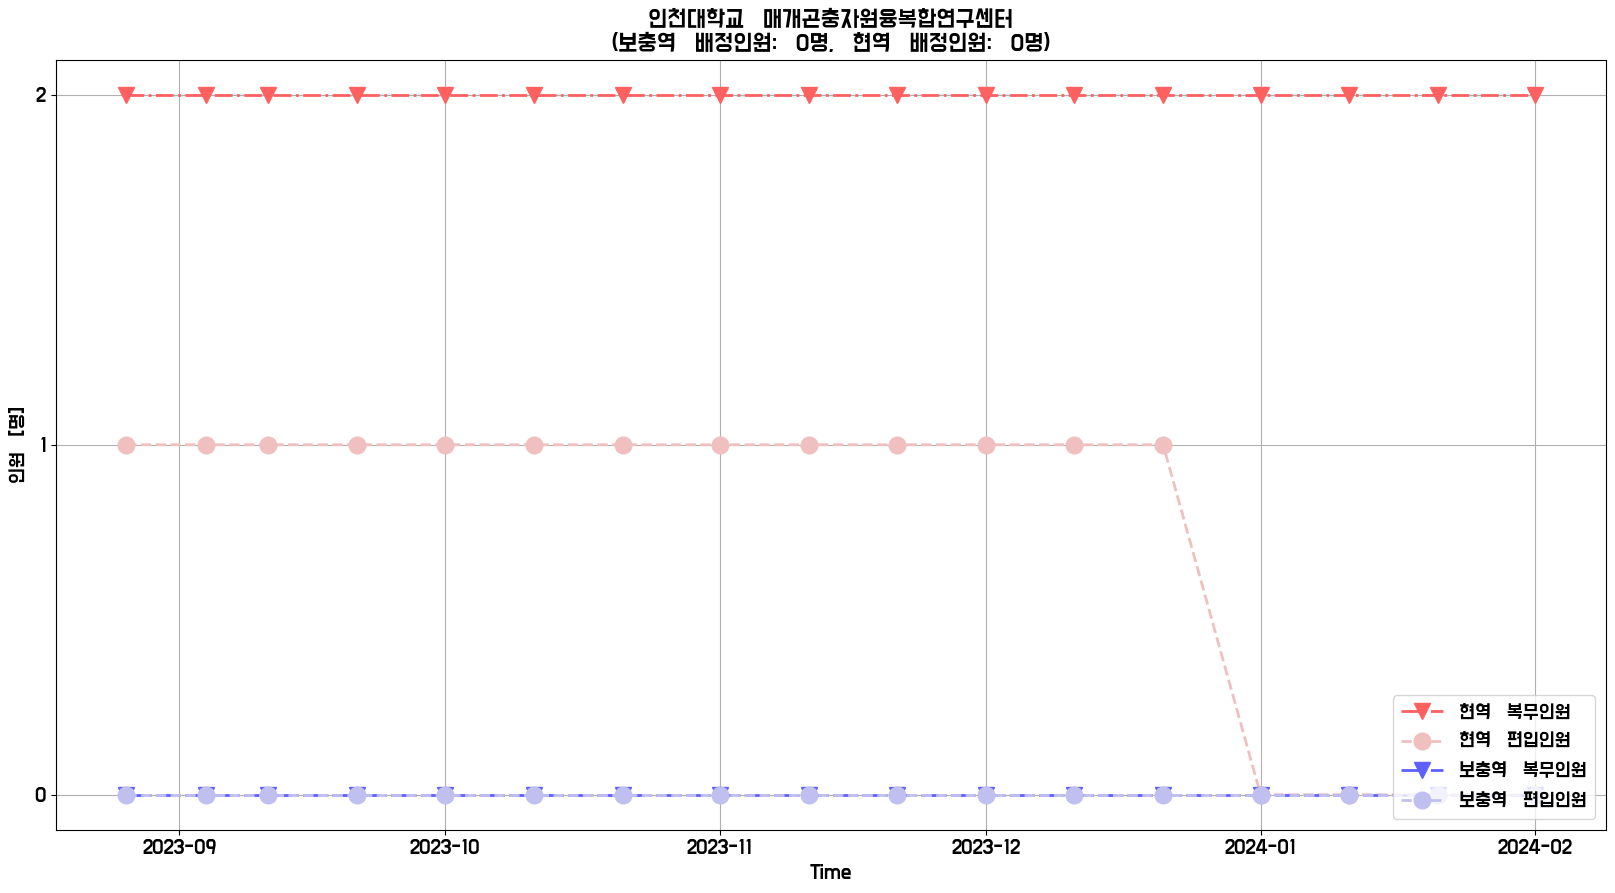 인천대학교 매개곤충자원융복합연구센터
(보충역 배정인원: 0명, 현역 배정인원: 0명)
인원 [명]
2
1
0
2023-09
2023-10
2023-11
2023-12
2024-01
2024-02
Time
현역 복무인원
현역 편입인원
보충역 복무인원
보충역 편입인원